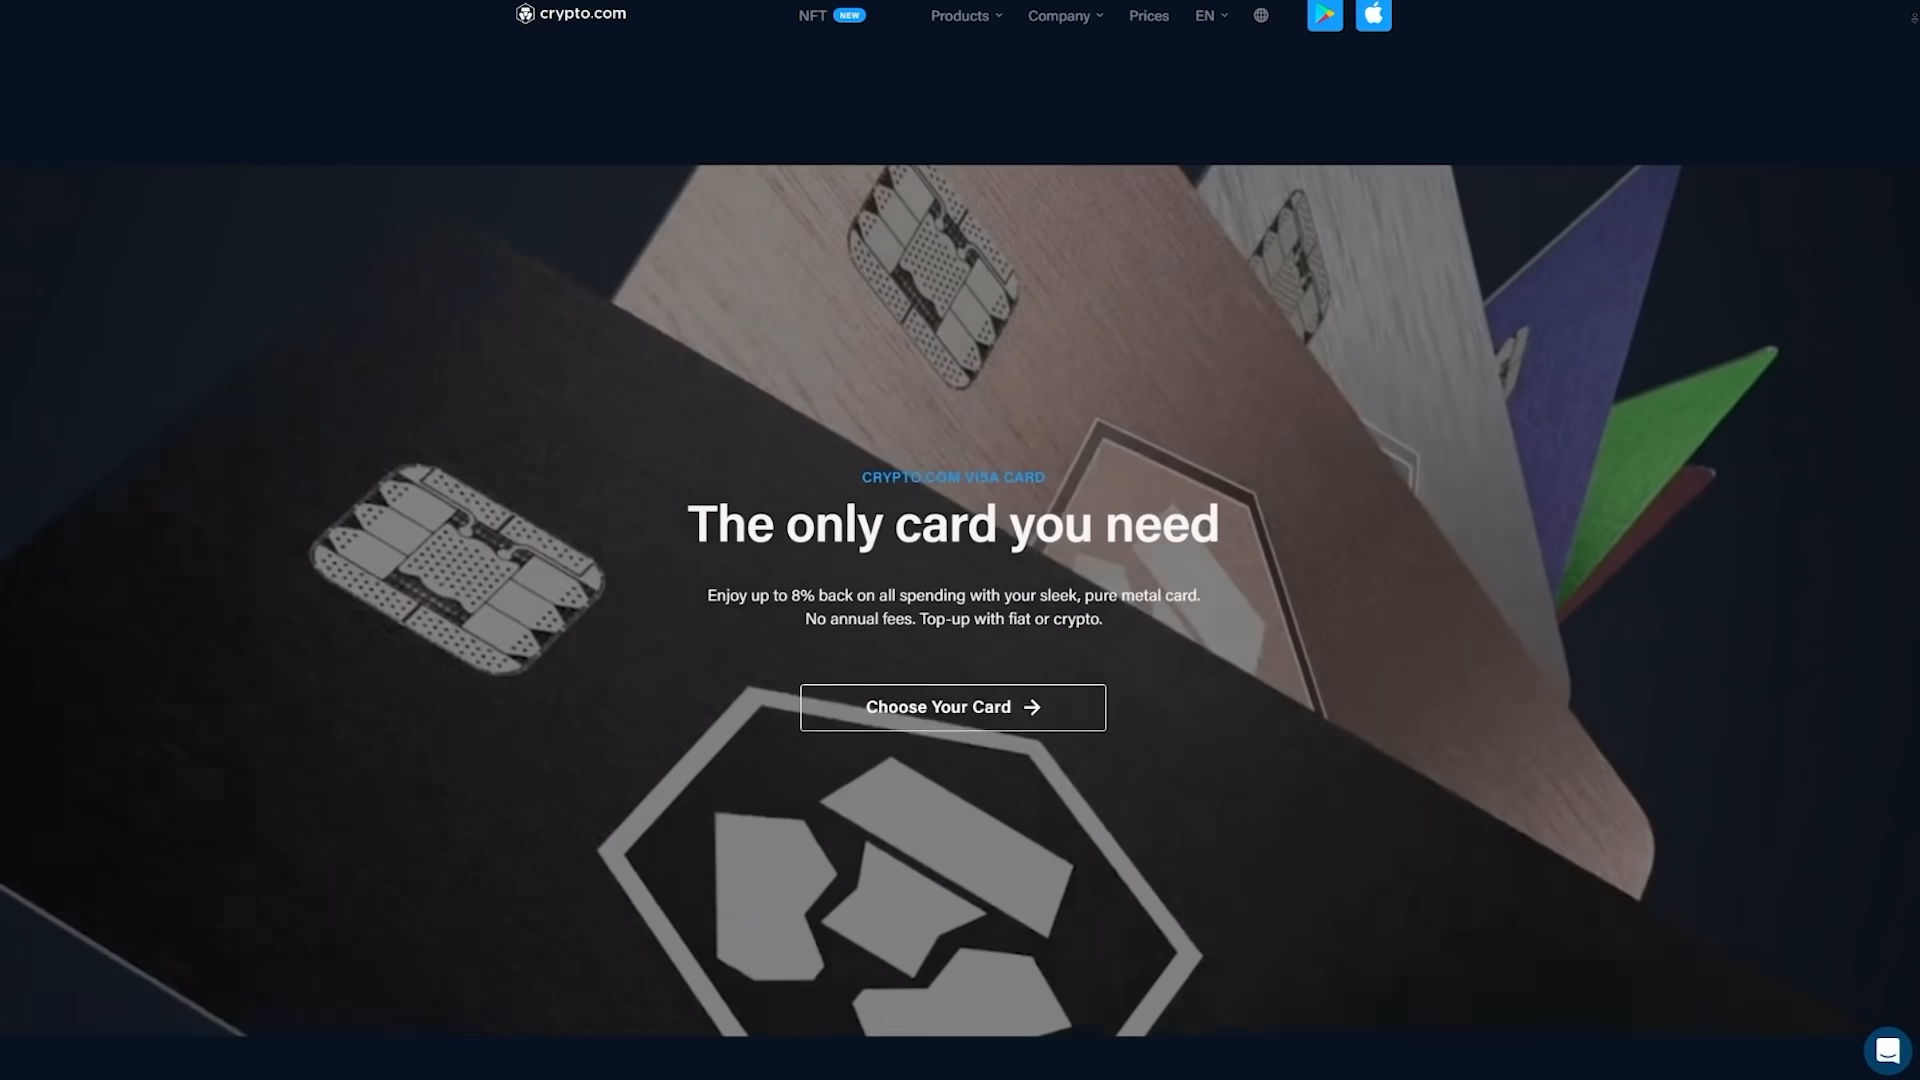 crypto.com
NFT NEW
Products
Company
Prices
EN
CRYPTO.COM VISA CARD
The only card you need
Enjoy up to 8% back on all spending with your sleek, pure metal card.
No annual fees. Top-up with fiat or crypto.
Choose Your Card →